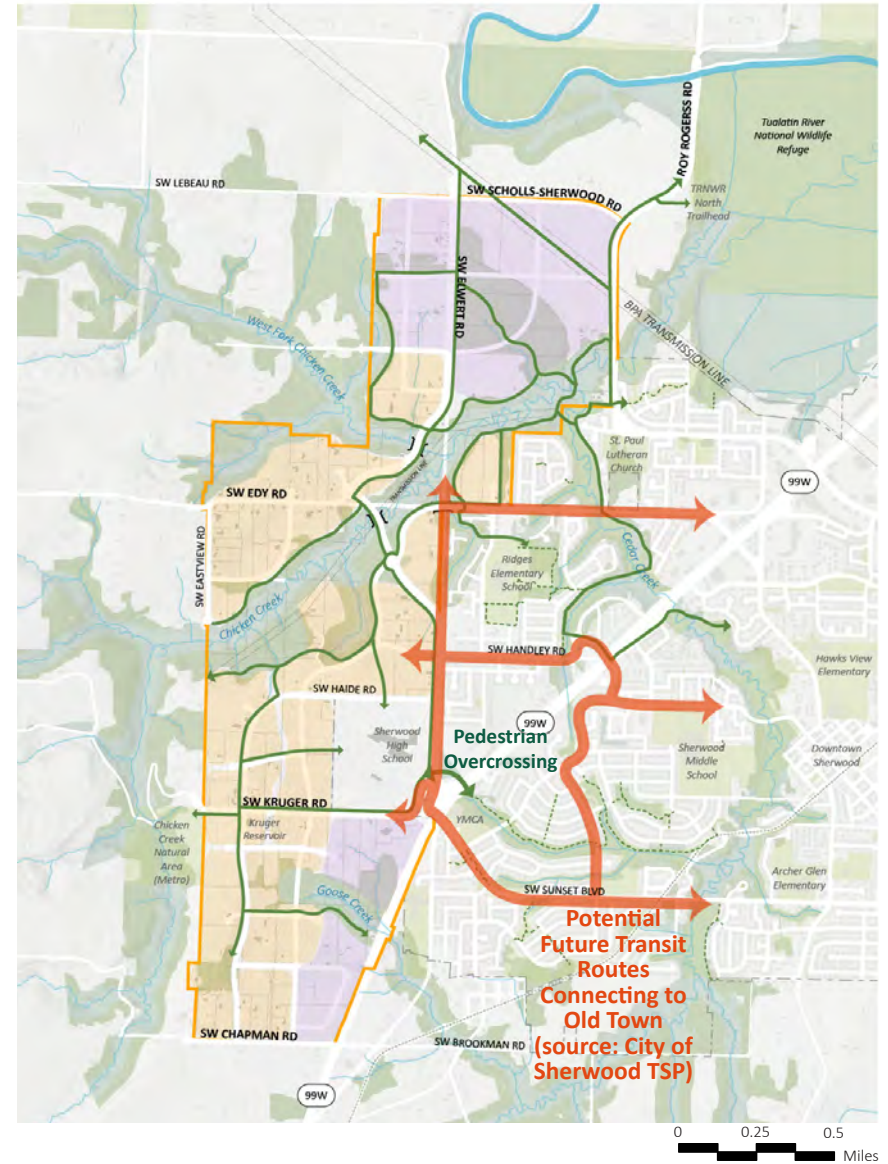 ROY ROGERSS RD
Tualatin River
National Wildlife
Refuge
SW LEBEAU RD
SW SCHOLLS-SHERWOOD RD
TRNWR
North
Trailhead
SW ELWERT RD
BPA TRANSMISSION LINE
West Fork Chicken Creek
St. Paul
Lutheran
Church
99W
TRANSMISSION LINE
SW EDY RD
SW EASTVIEW RD
Ridges
Elementary
School
Cedar Creek
Chicken Creek
SW HANDLEY RD
Hawks View
Elementary
SW HAIDE RD
99W
Sherwood
High
School
Pedestrian
Overcrossing
Sherwood
Middle
School
Downtown
Sherwood
SW KRUGER RD
Chicken
Creek
Natural
Area
(Metro)
Kruger
Reservoir
YMCA
Archer Glen
Elementary
Goose Creek
SW SUNSET BLVD
Potential
Future Transit
Routes
Connecting to
Old Town
(source: City of
Sherwood TSP)
SW CHAPMAN RD
SW BROOKMAN RD
99W
0 0.25 0.5
Miles